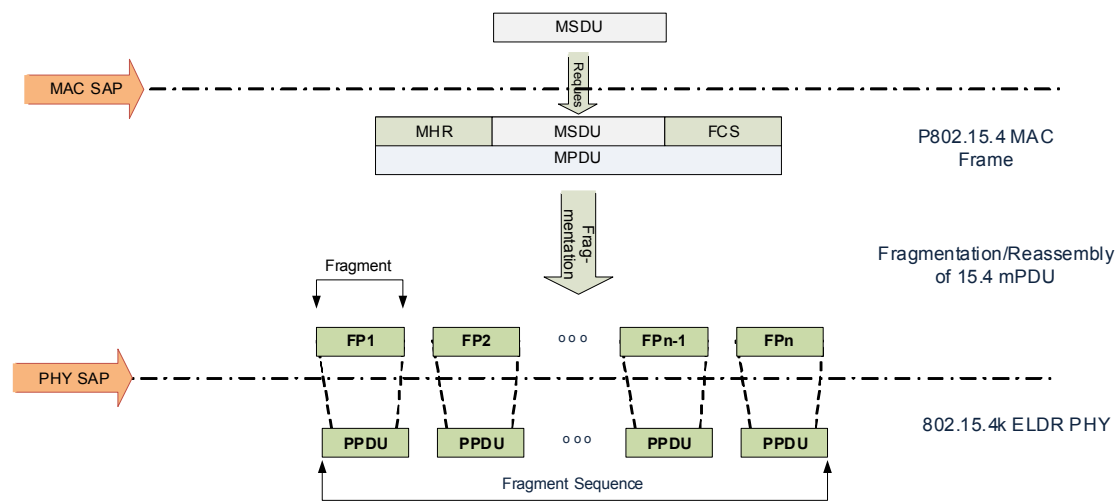 MSDU
Reques
MAC SAP
MHR MSDU FCS
MPDU
P802.15.4 MAC
Frame
Frag-
mentation
Fragmentation/Reassembly
of 15.4 mPDU
Fragment
FP1 FP2 o o o FPn-1 FPn
PHY SAP
802.15.4k ELDR PHY
PPDU PPDU o o o PPDU PPDU
Fragment Sequence